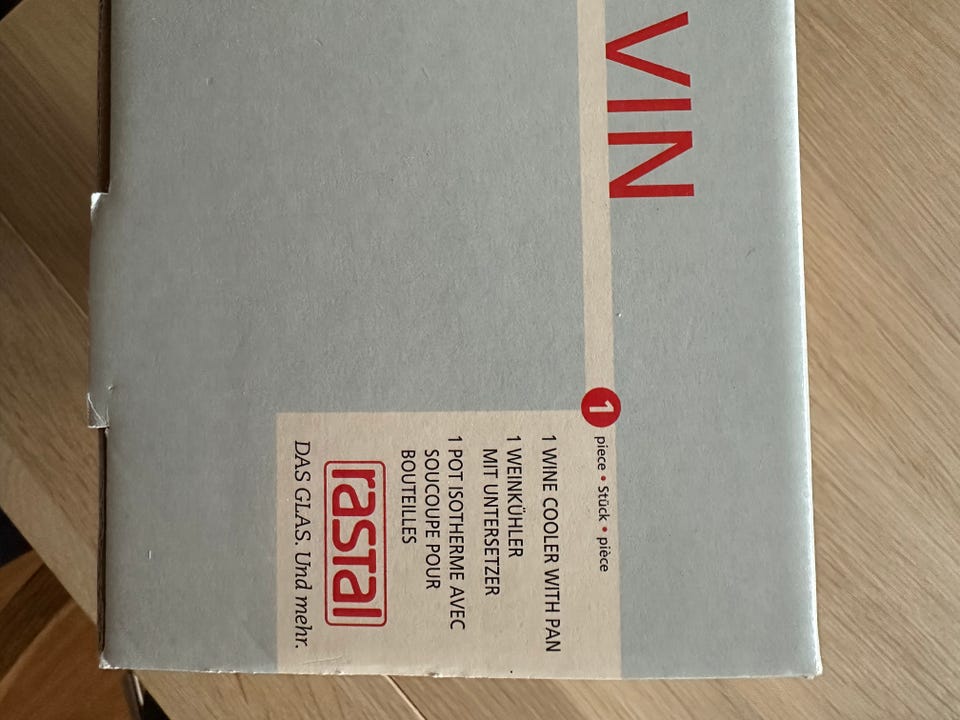 VIN
1
piece • Stück • pièce
1 WINE COOLER WITH PAN
1 WEINKÜHLER
MIT UNTERSETZER
1 POT ISOTHERME AVEC
SOUCOUPE POUR
BOUTEILLES
rastal
DAS GLAS. Und mehr.